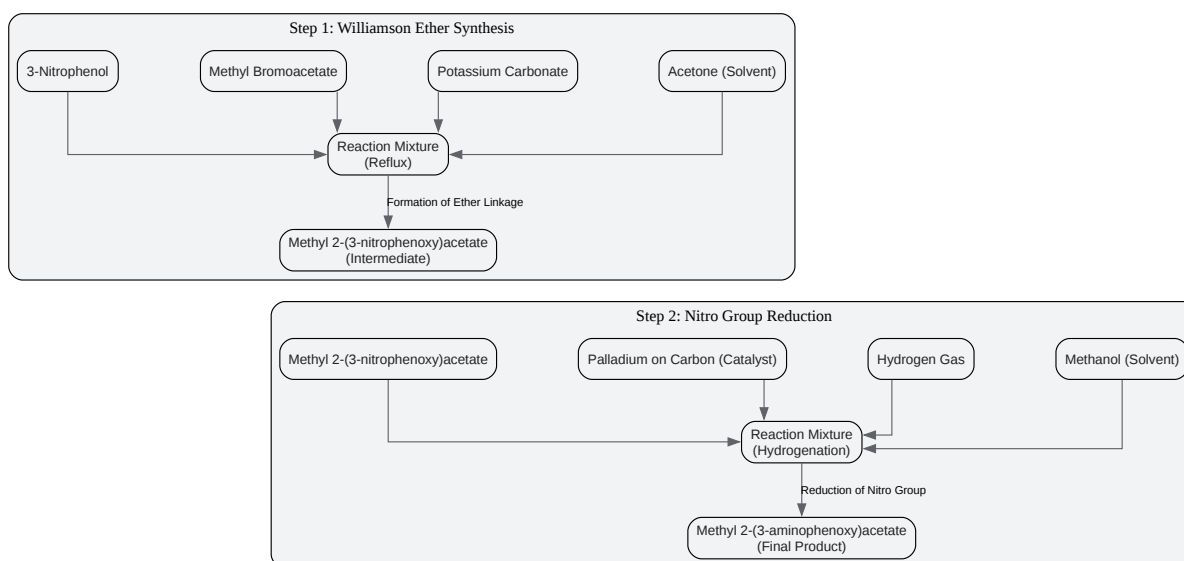 Step 1: Williamson Ether Synthesis
3-Nitrophenol
Methyl Bromoacetate
Potassium Carbonate
Acetone (Solvent)
Reaction Mixture
(Reflux)
Formation of Ether Linkage
Methyl 2-(3-nitrophenoxy)acetate
(Intermediate)
Step 2: Nitro Group Reduction
Methyl 2-(3-nitrophenoxy)acetate
Palladium on Carbon (Catalyst)
Hydrogen Gas
Methanol (Solvent)
Reaction Mixture
(Hydrogenation)
Reduction of Nitro Group
Methyl 2-(3-aminophenoxy)acetate
(Final Product)